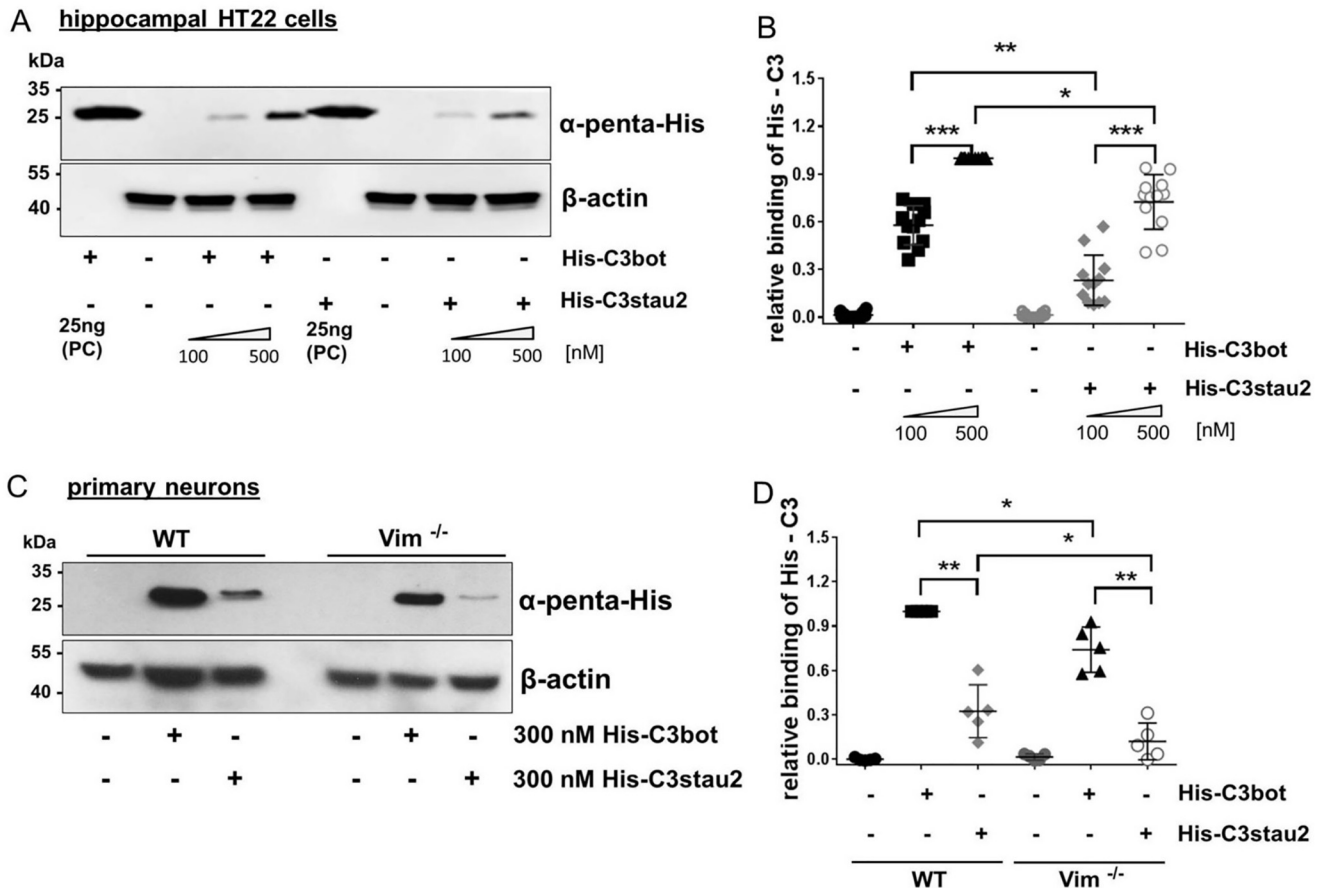 A hippocampal HT22 cells
kDa
35
25
α-penta-His
55
40
β-actin
+ - + + - - - - His-C3bot
- - - - + - + + His-C3stau2
25ng (PC) 100 500 25ng (PC) 100 500 [nM]
B
relative binding of His - C3
1.5
1.2
0.9
0.6
0.3
0.0
**
*
*** ***
- + + - - - His-C3bot
- - - - + + His-C3stau2
100 500 100 500 [nM]
C primary neurons
WT Vim -/-
kDa
35
25
α-penta-His
55
40
β-actin
- + - - + - 300 nM His-C3bot
- - + - - + 300 nM His-C3stau2
D
relative binding of His - C3
1.5
1.2
0.9
0.6
0.3
0.0
*
*
** **
- + - - + - His-C3bot
- - + - - + His-C3stau2
WT Vim -/-